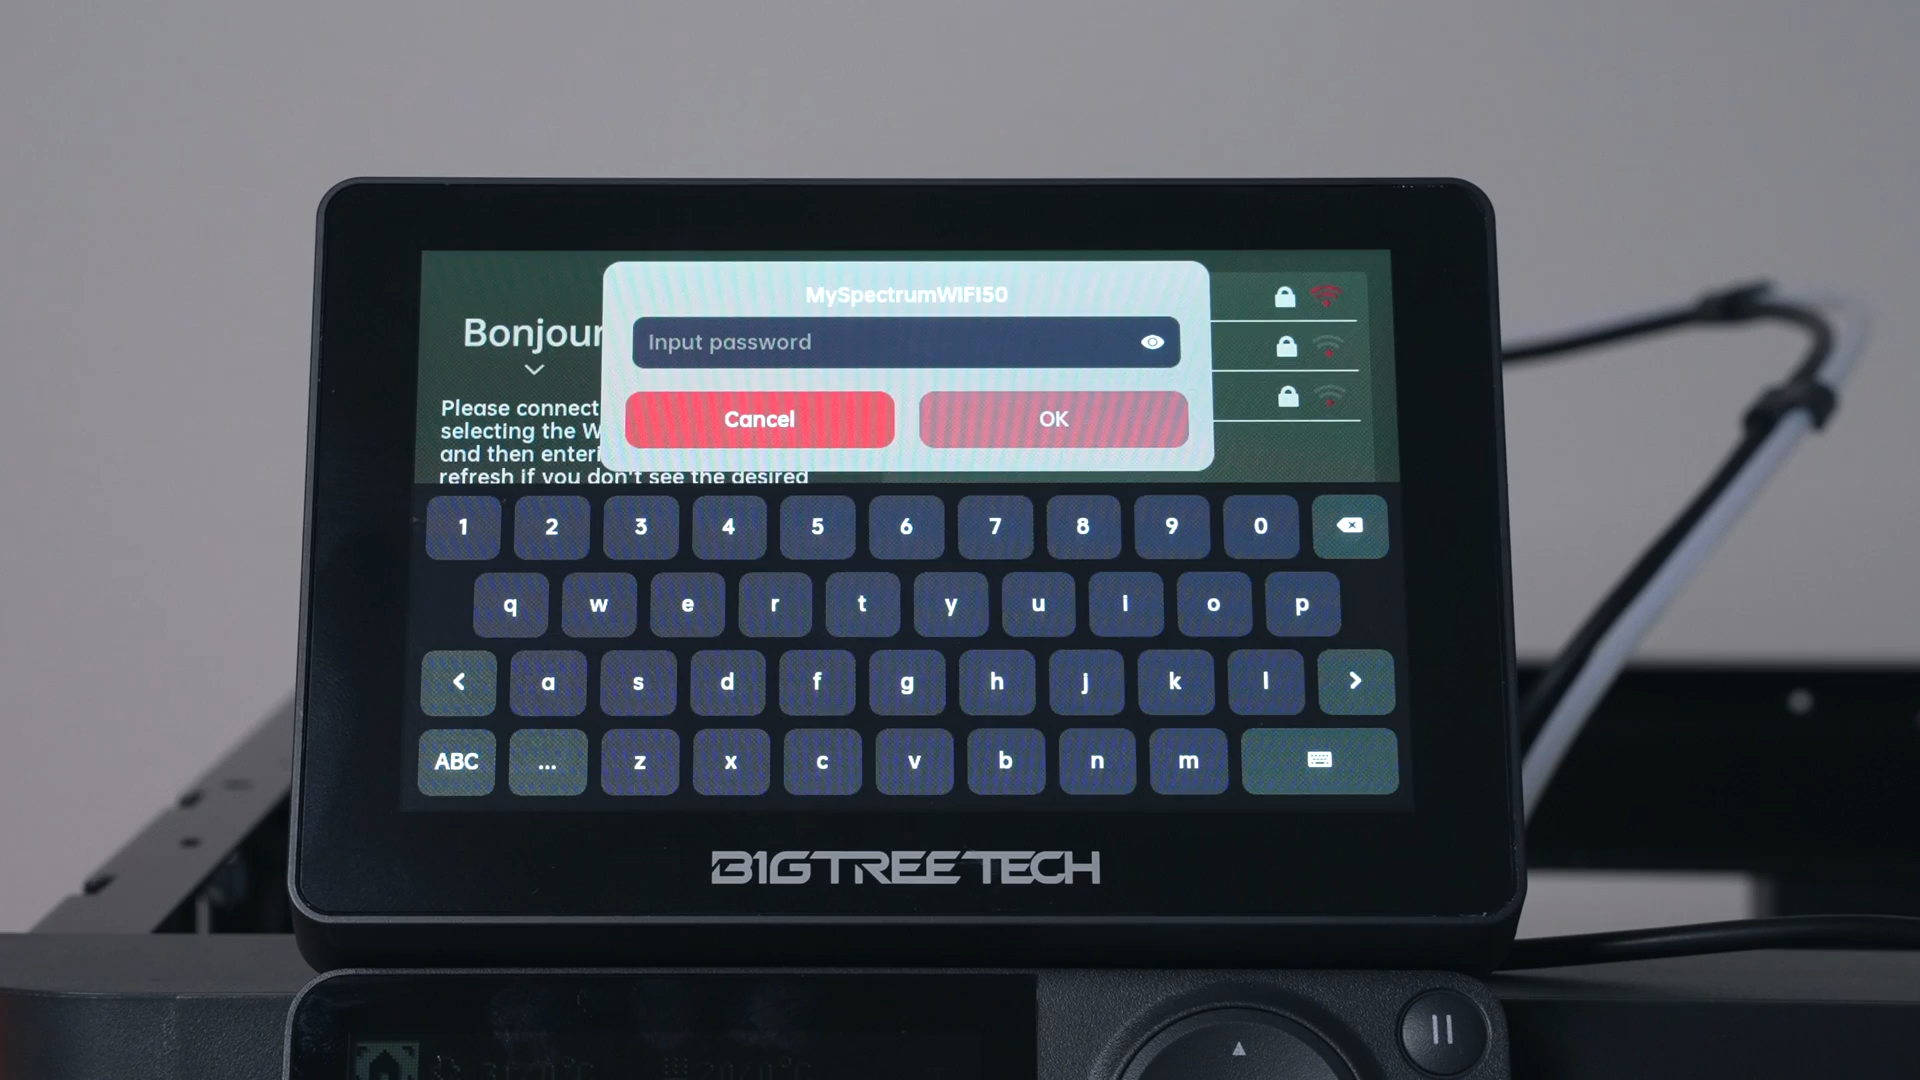 MySpectrumWIFI50
Input password
Cancel
OK
Bonjour
Please connect
selecting the W
and then enteri
refresh if you don't see the desired
1 2 3 4 5 6 7 8 9 0
q w e r t y u i o p
< a s d f g h j k l >
ABC ... z x c v b n m
BIGTREETECH